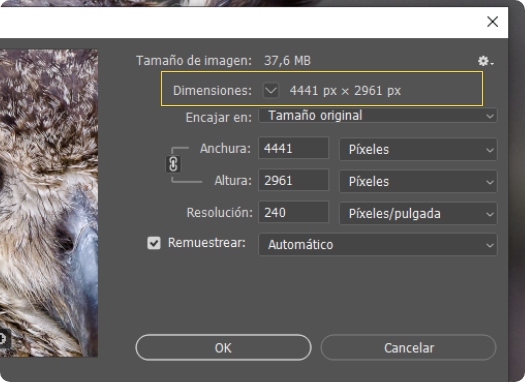 Tamaño de imagen: 37,6 MB
Dimensiones: 4441 px × 2961 px
Encajar en: Tamaño original
Anchura: 4441 Píxeles
Altura: 2961 Píxeles
Resolución: 240 Píxeles/pulgada
Remuestrear: Automático
OK Cancelar